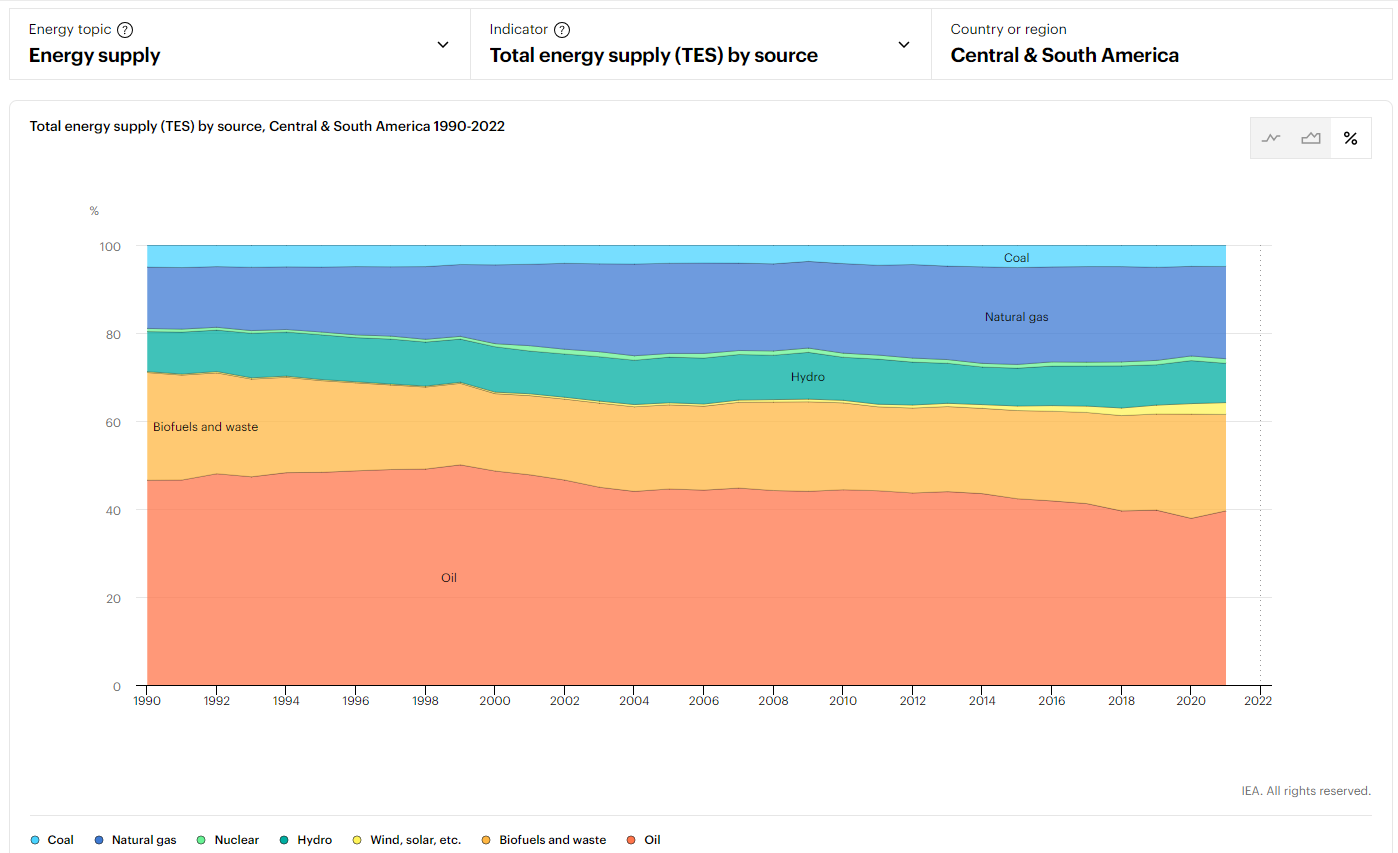 Energy topic ?
Energy supply
Indicator ?
Total energy supply (TES) by source
Country or region
Central & South America
Total energy supply (TES) by source, Central & South America 1990-2022
%
%
100
80
60
40
20
0
Coal
Natural gas
Hydro
Biofuels and waste
Oil
1990 1992 1994 1996 1998 2000 2002 2004 2006 2008 2010 2012 2014 2016 2018 2020 2022
IEA. All rights reserved.
Coal Natural gas Nuclear Hydro Wind, solar, etc. Biofuels and waste Oil